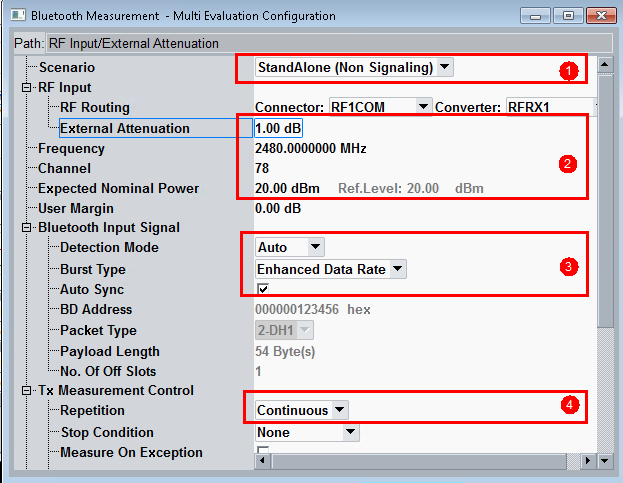 Bluetooth Measurement - Multi Evaluation Configuration
Path: RF Input/External Attenuation
Scenario StandAlone (Non Signaling) 1
RF Input
RF Routing Connector: RF1COM Converter: RFRX1
External Attenuation 1.00 dB
Frequency 2480.0000000 MHz
Channel 78 2
Expected Nominal Power 20.00 dBm Ref.Level: 20.00 dBm
User Margin 0.00 dB
Bluetooth Input Signal
Detection Mode Auto
Burst Type Enhanced Data Rate 3
Auto Sync
BD Address 000000123456 hex
Packet Type 2-DH1
Payload Length 54 Byte(s)
No. Of Off Slots 1
Tx Measurement Control
Repetition Continuous 4
Stop Condition None
Measure On Exception